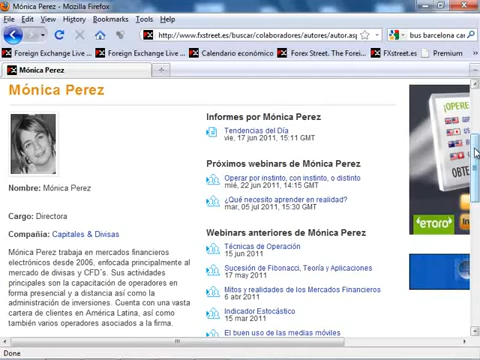 Mónica Perez - Mozilla Firefox
File Edit View History Bookmarks Tools Help
http://www.fxstreet.es/buscar/colaboradores/autores/autor.as
bus barcelona car
Foreign Exchange Live ... Foreign Exchange Live ... Calendario económico Forex Street. The Forei... FXstreet.es Premium
Mónica Perez
Mónica Perez
Nombre: Mónica Perez
Cargo: Directora
Compañía: Capitales & Divisas
Mónica Perez trabaja en mercados financieros
electrónicos desde 2006, enfocada principalmente al
mercado de divisas y CFD's. Sus actividades
principales son la capacitación de operadores en
forma presencial y a distancia así como la
administración de inversiones. Cuenta con una vasta
cartera de clientes en América Latina, así como
también varios operadores asociados a la firma.
Informes por Mónica Perez
Tendencias del Día
vie, 17 jun 2011, 15:11 GMT
Próximos webinars de Mónica Perez
Operar por instinto, con instinto, o distinto
mié, 22 jun 2011, 14:15 GMT
¿Qué necesito aprender en realidad?
mar, 05 jul 2011, 15:30 GMT
Webinars anteriores de Mónica Perez
Técnicas de Operación
15 jun 2011
Sucesión de Fibonacci, Teoría y Aplicaciones
17 may 2011
Mitos y realidades de los Mercados Financieros
6 abr 2011
Indicador Estocástico
15 mar 2011
El buen uso de las medias móviles
¡OPERE
OBTE
eToro
Done